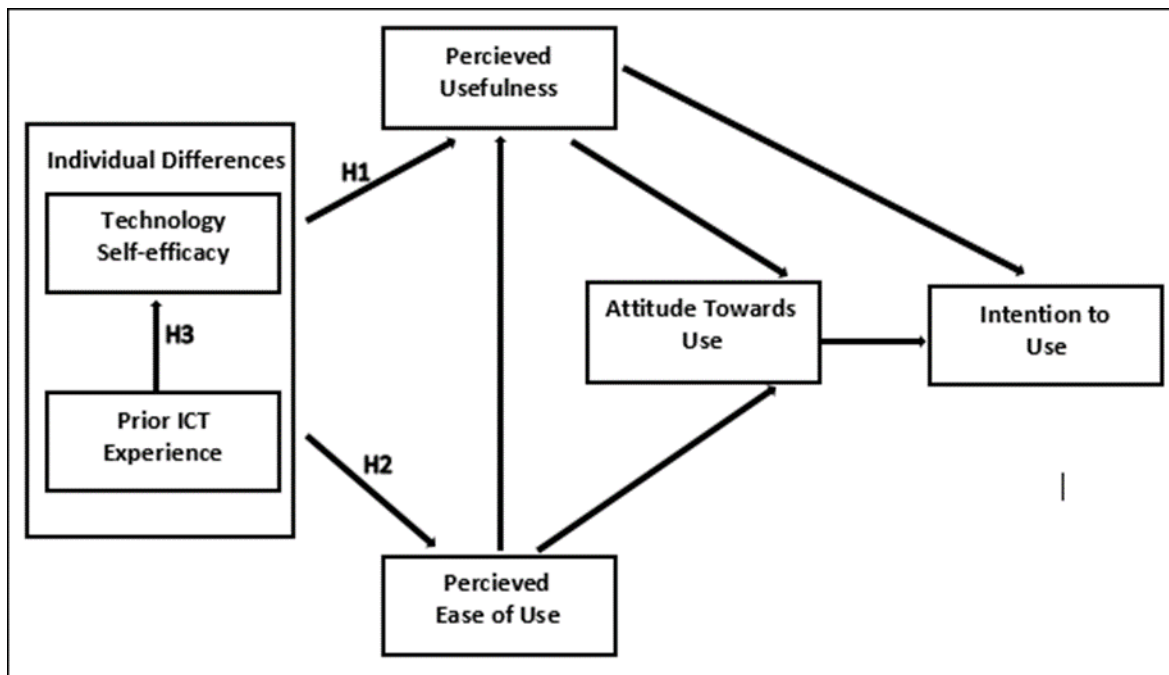 Percieved
Usefulness
Individual Differences
H1
Technology
Self-efficacy
H3
Prior ICT
Experience
H2
Attitude Towards
Use
Intention to
Use
Percieved
Ease of Use